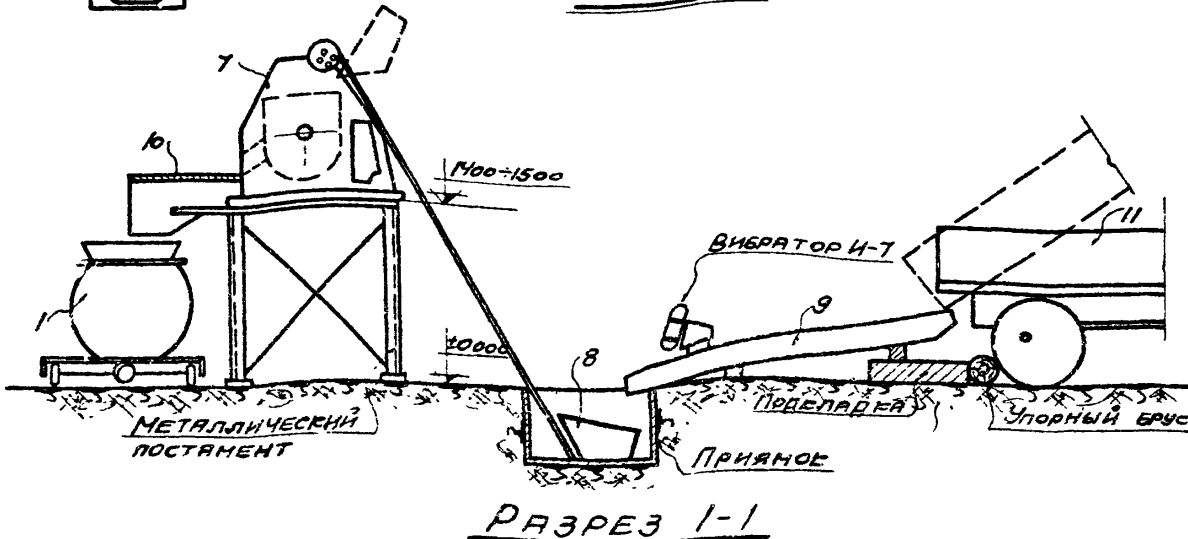 7
10
1400÷1500
11
ВИБРАТОР И-7
9
1
±0000
8
ПОДКЛАДКА
УПОРНЫЙ БРУС
МЕТАЛЛИЧЕСКИЙ
ПОСТАМЕНТ
ПРИЯМОК
РАЗРЕЗ 1-1